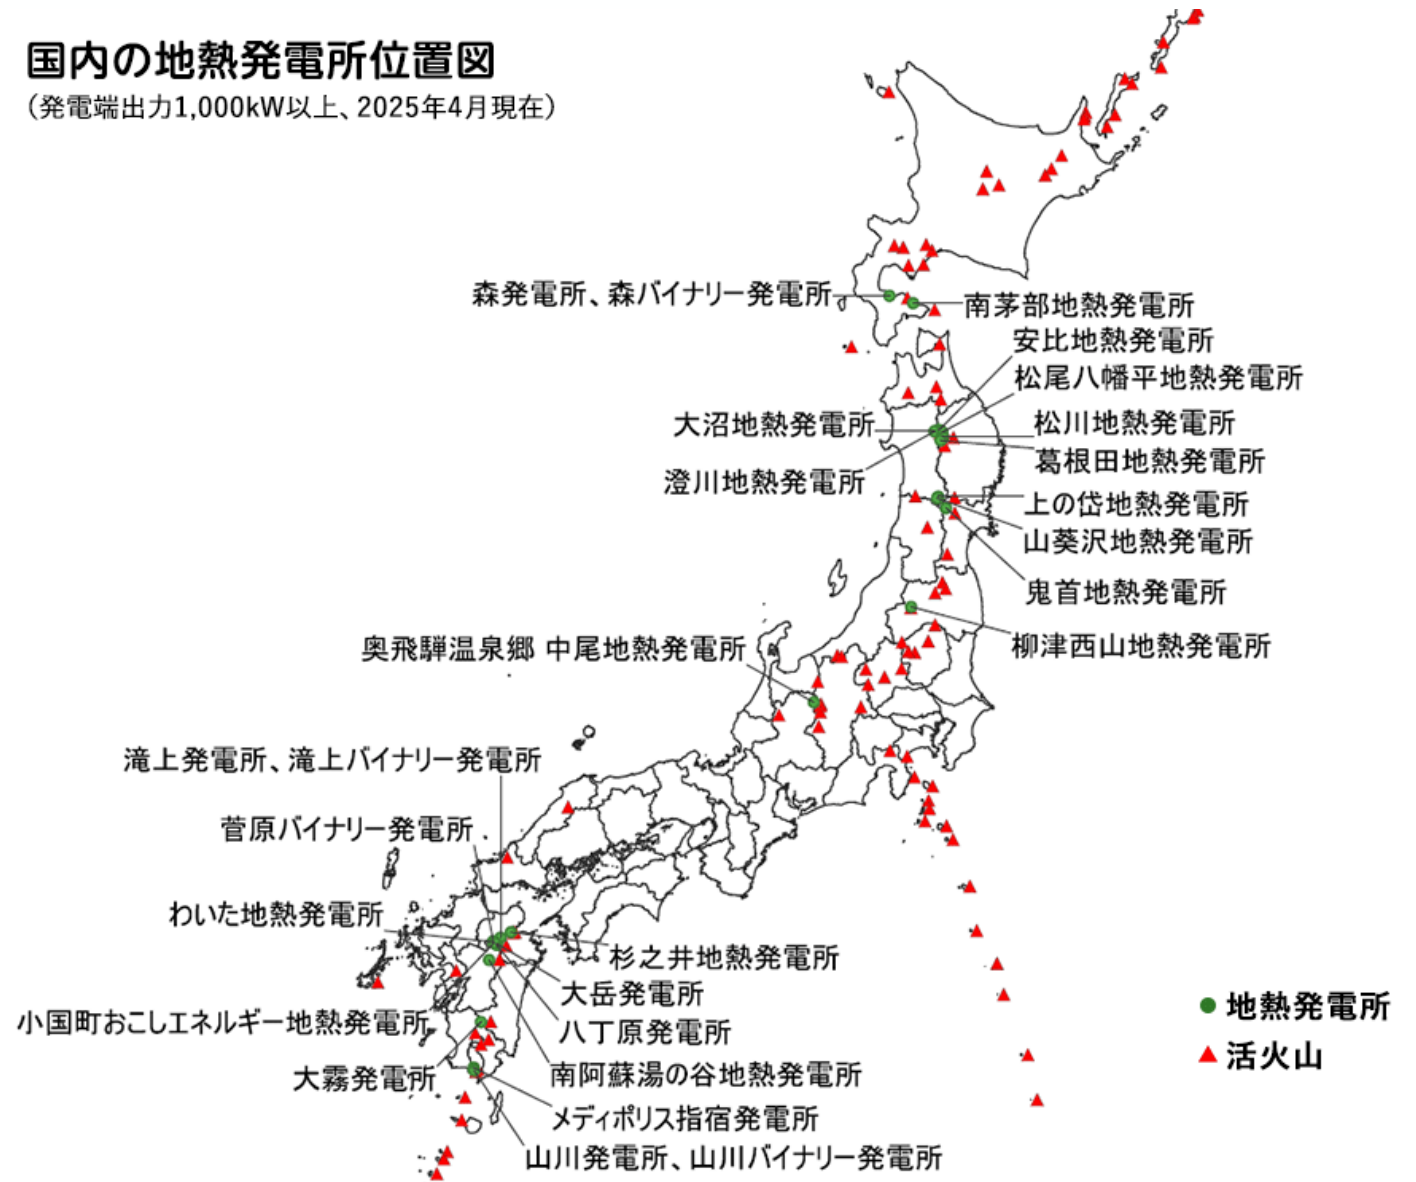 国内の地熱発電所位置図
（発電端出力1,000kW以上、2025年4月現在）
森発電所、森バイナリー発電所
南茅部地熱発電所
安比地熱発電所
松尾八幡平地熱発電所
大沼地熱発電所
松川地熱発電所
葛根田地熱発電所
澄川地熱発電所
上の岱地熱発電所
山葵沢地熱発電所
鬼首地熱発電所
柳津西山地熱発電所
奥飛騨温泉郷 中尾地熱発電所
滝上発電所、滝上バイナリー発電所
菅原バイナリー発電所
わいた地熱発電所
杉之井地熱発電所
大岳発電所
小国町おこしエネルギー地熱発電所
八丁原発電所
大霧発電所
南阿蘇湯の谷地熱発電所
メディポリス指宿発電所
山川発電所、山川バイナリー発電所
地熱発電所
活火山